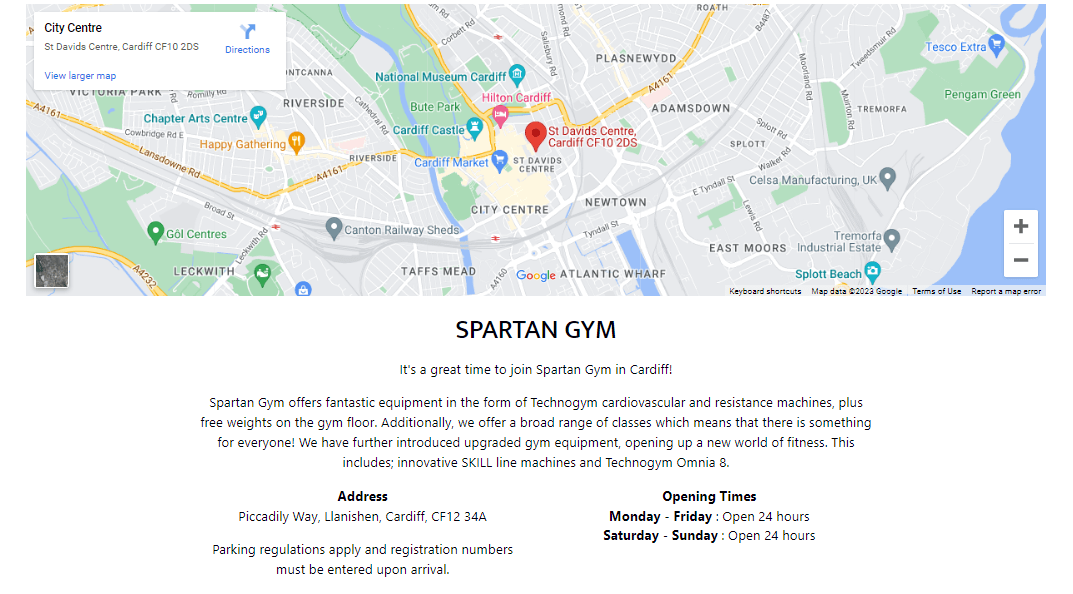 City Centre
St Davids Centre, Cardiff CF10 2DS
Directions
View larger map
ROATH
B4487
Corbett Rd
Salisbury Rd
Tweedsmuir Rd
Tesco Extra
PLASNEWYDD
National Museum Cardiff
A4161
Moorland Rd
ONTCANNA
VICTORIA PARK
Romilly Rd
RIVERSIDE
Cathedral Rd
Bute Park
Hilton Cardiff
ADAMSDOWN
Muirton Rd
TREMORFA
Pengam Green
A4161
Chapter Arts Centre
Cowbridge Rd E
Cardiff Castle
St Davids Centre,
Cardiff CF10 2DS
Splott Rd
SPLOTT
Happy Gathering
Lansdowne Rd
RIVERSIDE
Cardiff Market
ST DAVIDS
CENTRE
Walker Rd
A4161
E Tyndall St
Celsa Manufacturing, UK
Broad St
CITY CENTRE
NEWTOWN
Lewis Rd
Gôl Centres
Leckwith Rd
Canton Railway Sheds
Tyndall St
EAST MOORS
Tremorfa
Industrial Estate
A4232
LECKWITH
TAFFS MEAD
A4160
Google
ATLANTIC WHARF
Splott Beach
Keyboard shortcuts
Map data ©2023 Google
Terms of Use
Report a map error
SPARTAN GYM
It's a great time to join Spartan Gym in Cardiff!
Spartan Gym offers fantastic equipment in the form of Technogym cardiovascular and resistance machines, plus
free weights on the gym floor. Additionally, we offer a broad range of classes which means that there is something
for everyone! We have further introduced upgraded gym equipment, opening up a new world of fitness. This
includes; innovative SKILL line machines and Technogym Omnia 8.
Address
Piccadily Way, Llanishen, Cardiff, CF12 34A
Parking regulations apply and registration numbers
must be entered upon arrival.
Opening Times
Monday - Friday : Open 24 hours
Saturday - Sunday : Open 24 hours